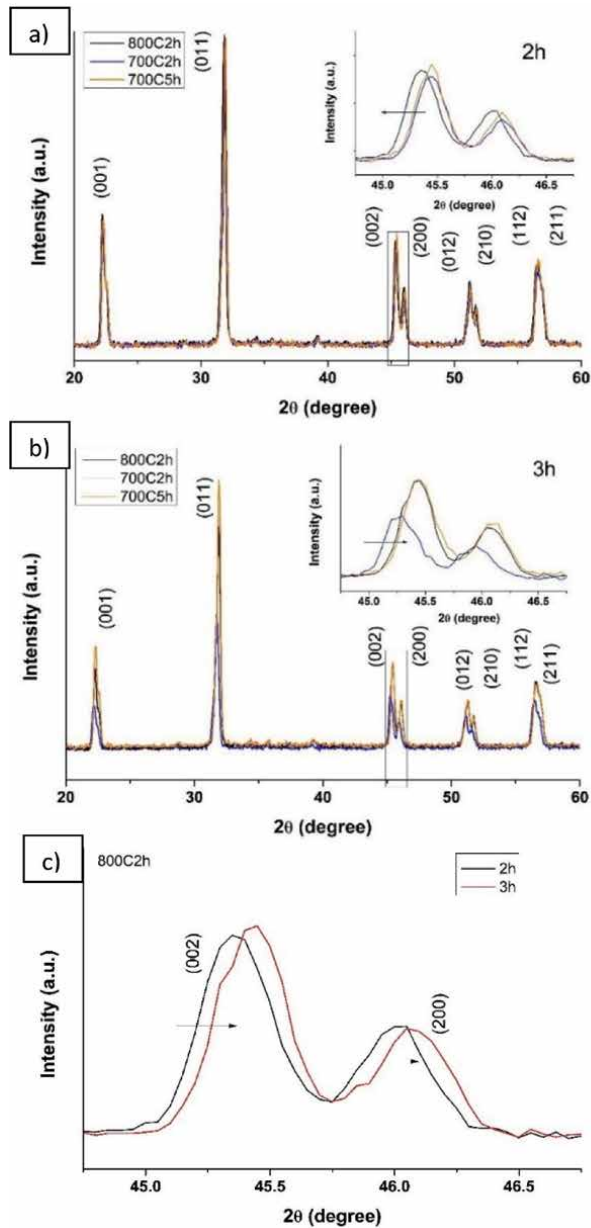 a)
800C2h
700C2h
700C5h
(001)
(011)
(002)
(200)
(012)
(210)
(112)
(211)
2h
Intensity (a.u.)
45.0 45.5 46.0 46.5
2θ (degree)
Intensity (a.u.)
20 30 40 50 60
2θ (degree)
b)
800C2h
700C2h
700C5h
(001)
(011)
(002)
(200)
(012)
(210)
(112)
(211)
3h
Intensity (a.u.)
45.0 45.5 46.0 46.5
2θ (degree)
Intensity (a.u.)
20 30 40 50 60
2θ (degree)
c)
800C2h
2h
3h
(002)
(200)
Intensity (a.u.)
45.0 45.5 46.0 46.5
2θ (degree)